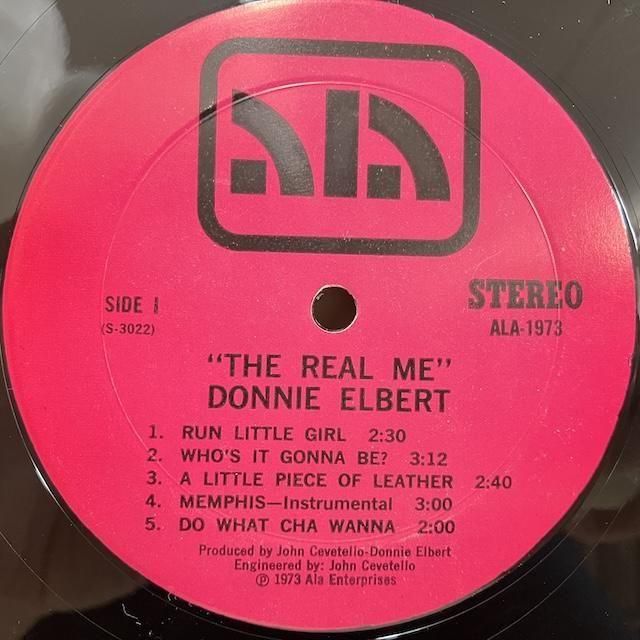 ala
SIDE I
(S-3022)
STEREO
ALA-1973
"THE REAL ME"
DONNIE ELBERT
1. RUN LITTLE GIRL 2:30
2. WHO'S IT GONNA BE? 3:12
3. A LITTLE PIECE OF LEATHER 2:40
4. MEMPHIS—Instrumental 3:00
5. DO WHAT CHA WANNA 2:00
Produced by John Cevetello-Donnie Elbert
Engineered by: John Cevetello
℗ 1973 Ala Enterprises